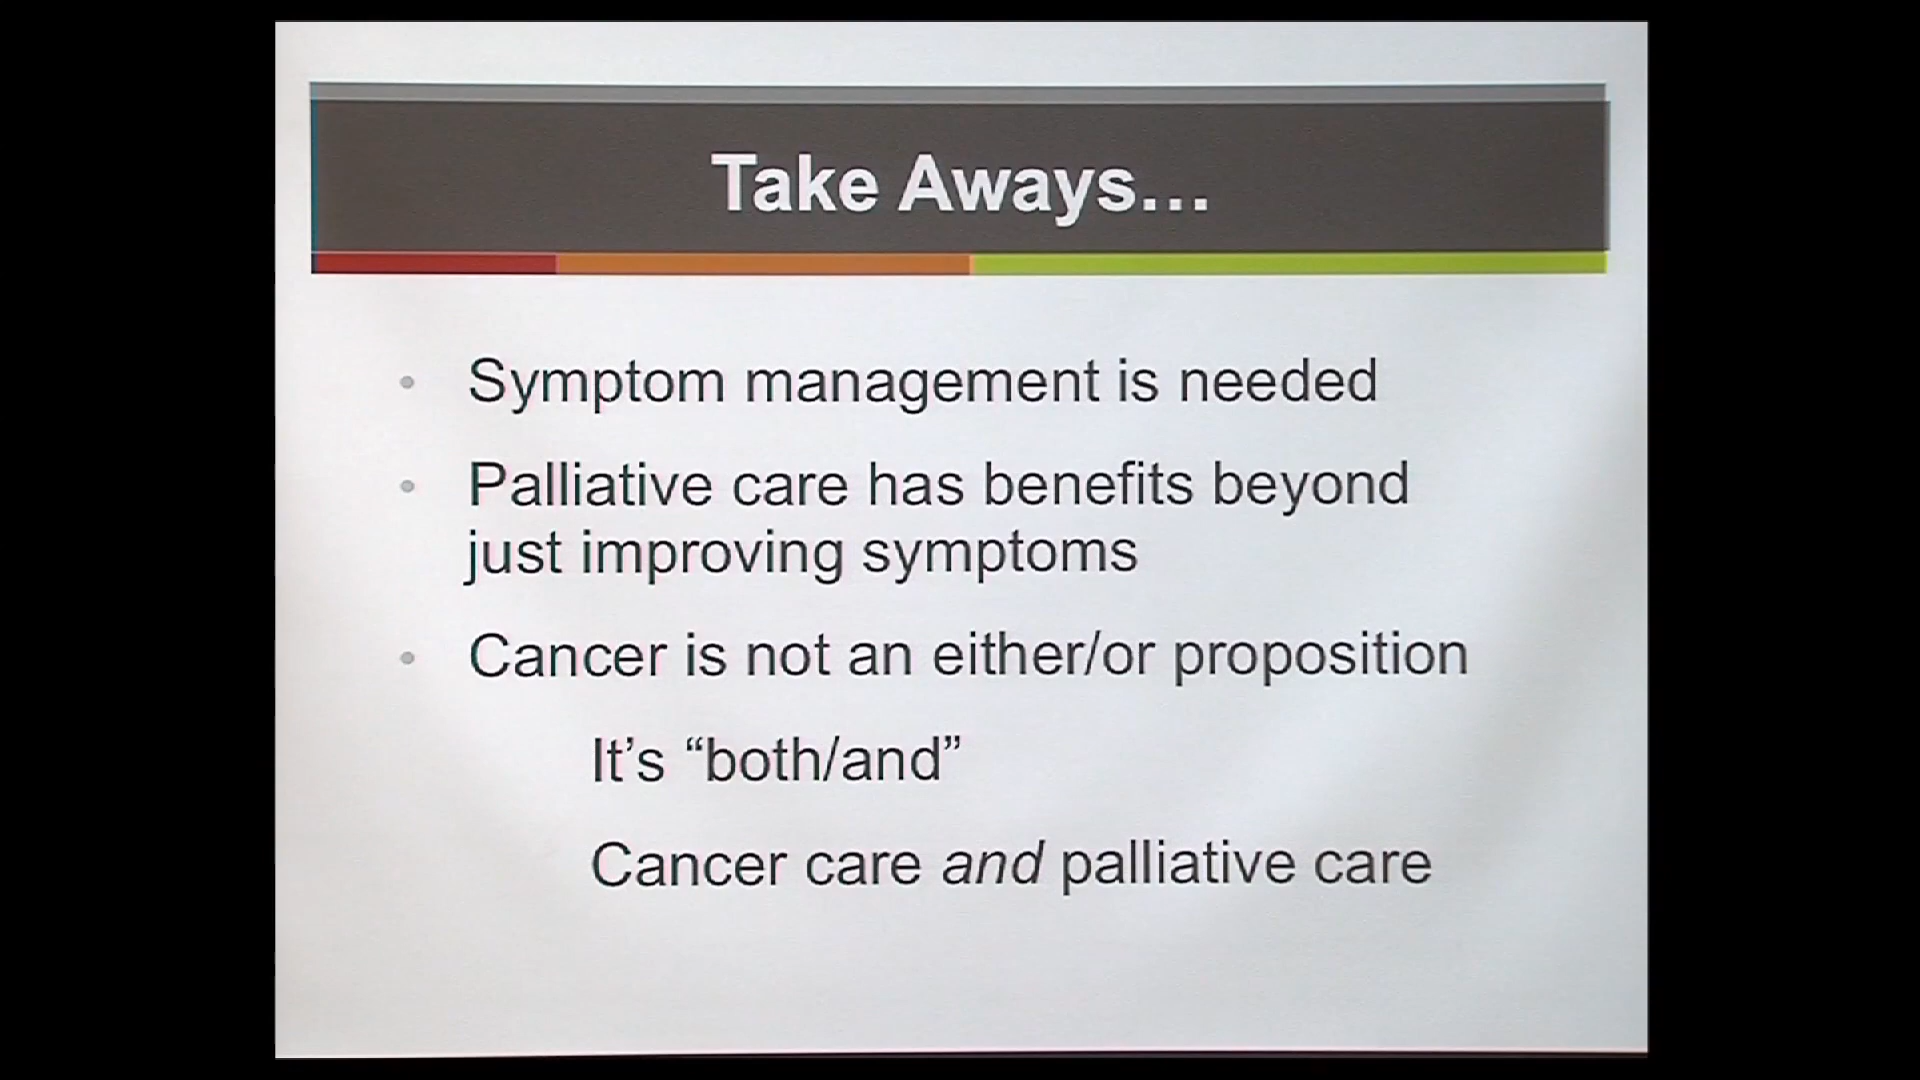 Take Aways…
Symptom management is needed
Palliative care has benefits beyond
just improving symptoms
Cancer is not an either/or proposition
It’s “both/and”
Cancer care and palliative care